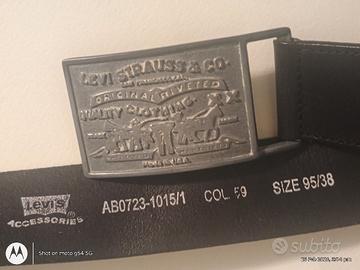 LEVI STRAUSS & CO.
ORIGINAL RIVETED
QUALITY CLOTHING
Levi's
ACCESSORIES
AB0723-1015/1
COL. 59
SIZE 95/38
Shot on moto g54 5G
subito